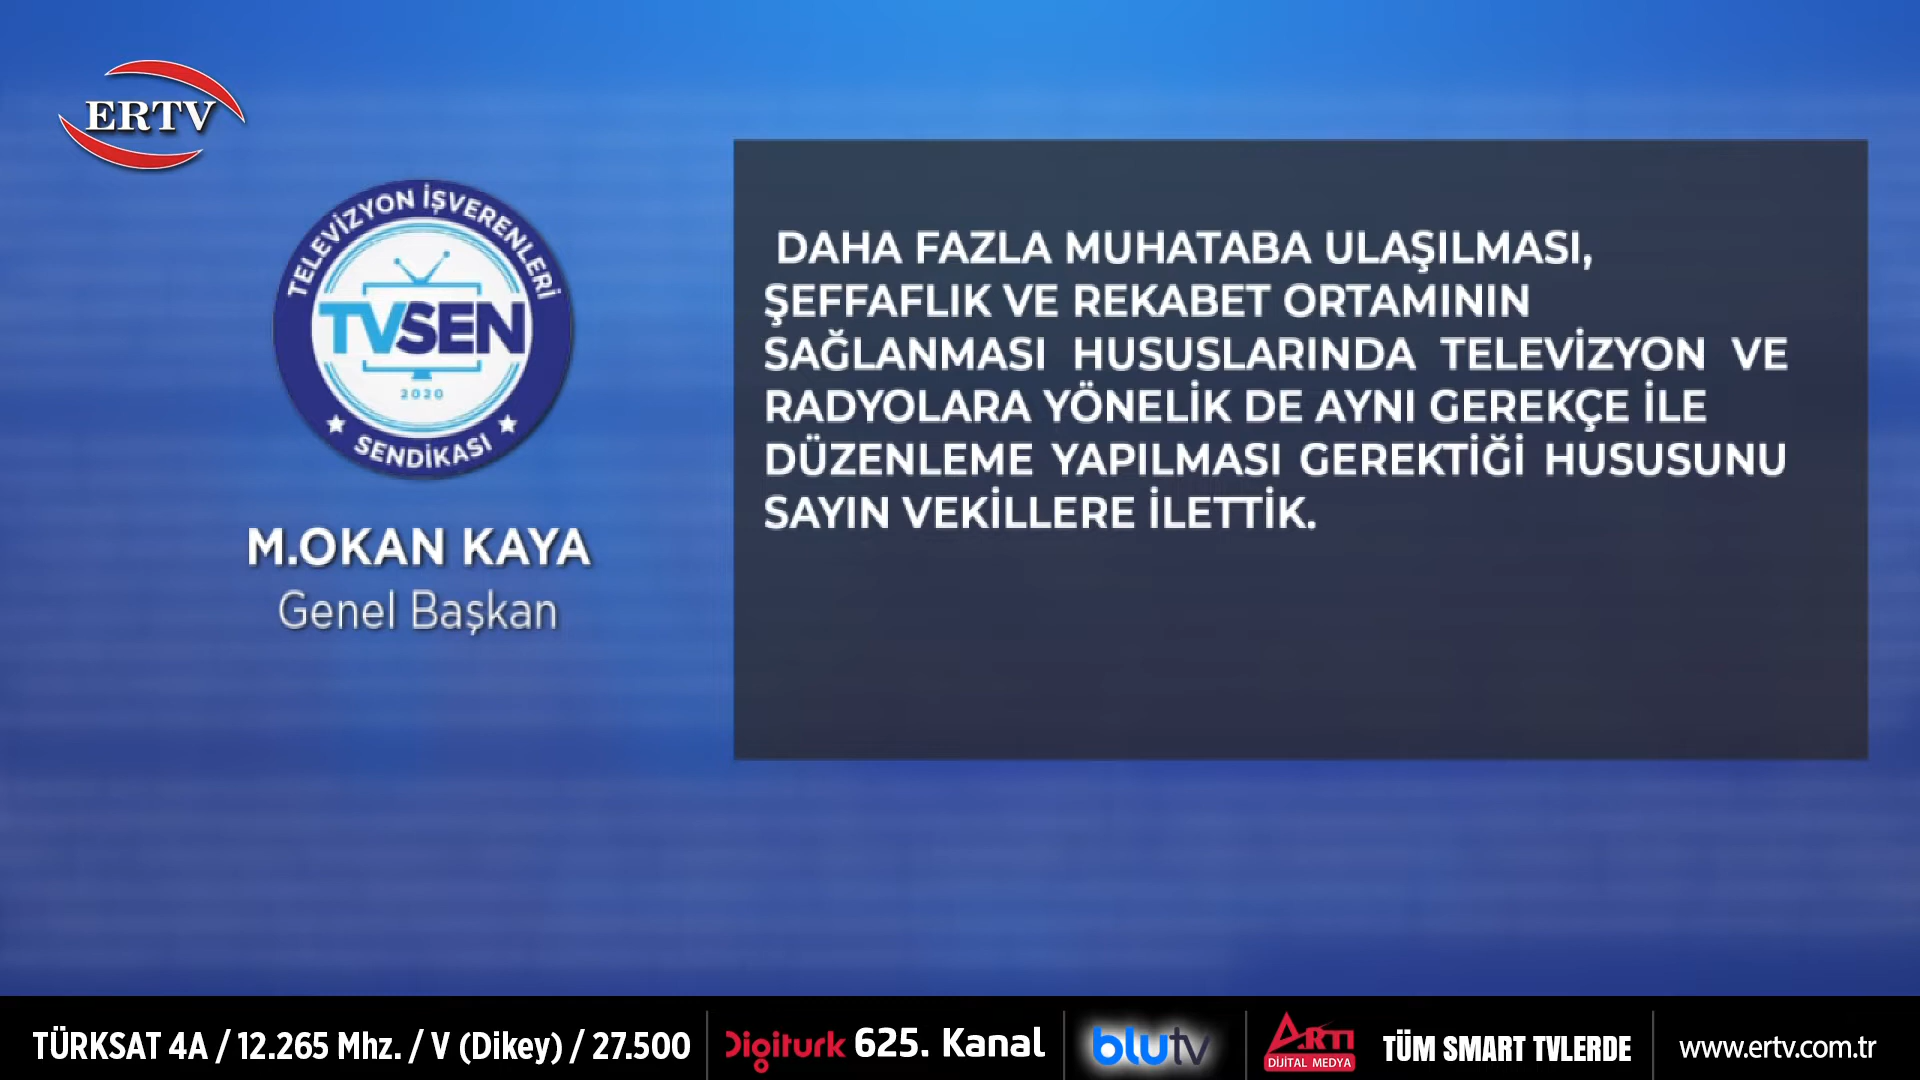 ERTV
TELEVİZYON İŞVERENLERİ
TVSEN
2020
SENDİKASI
M.OKAN KAYA
Genel Başkan
DAHA FAZLA MUHATABA ULAŞILMASI,
ŞEFFAFLIK VE REKABET ORTAMININ
SAĞLANMASI HUSUSLARINDA TELEVİZYON VE
RADYOLARA YÖNELİK DE AYNI GEREKÇE İLE
DÜZENLEME YAPILMASI GEREKTİĞİ HUSUSUNU
SAYIN VEKİLLERE İLETTİK.
TÜRKSAT 4A / 12.265 Mhz. / V (Dikey) / 27.500
Digiturk 625. Kanal
blutv
ARTI
DİJİTAL MEDYA
TÜM SMART TVLERDE
www.ertv.com.tr